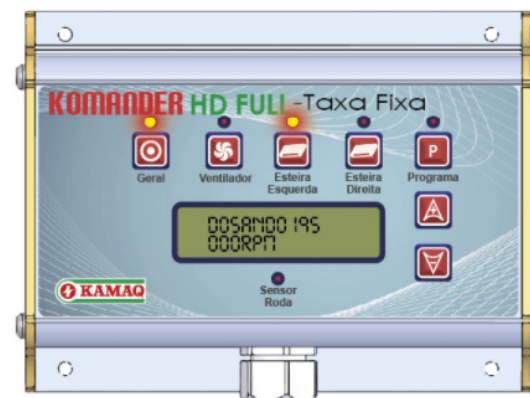 KOMANDER HD FULL -Taxa Fixa
Geral
Ventilador
Esteira
Esquerda
Esteira
Direita
P
Programa
DOSANDO 195
000RPM
KAMAQ
Sensor
Roda